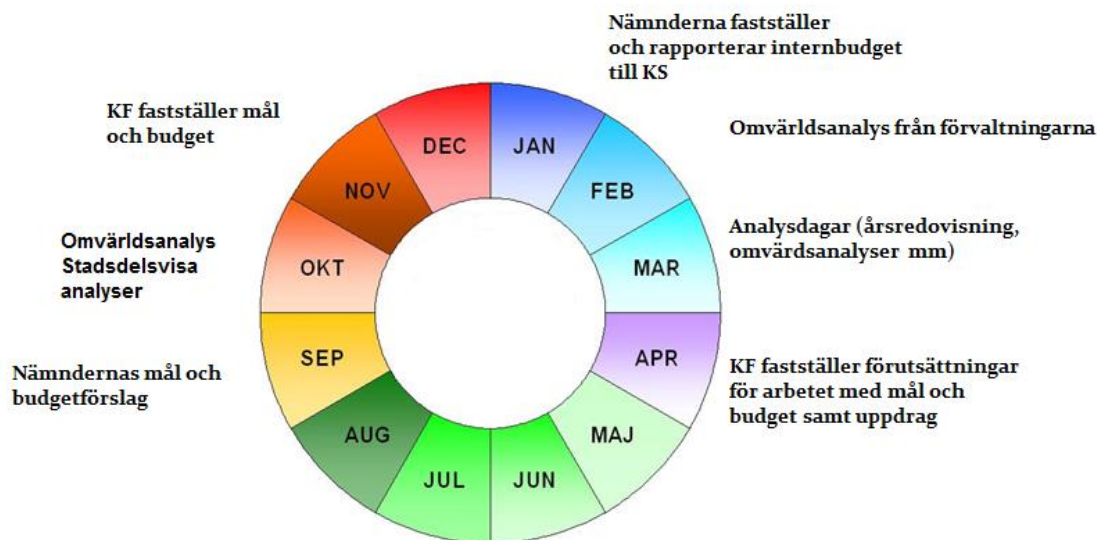 Nämnderna fastställer
och rapporterar internbudget
till KS
KF fastställer mål
och budget
Omvärldsanalys från förvaltningarna
DEC
JAN
NOV
FEB
Omvärldsanalys
Stadsdelsvisa
analyser
OKT
MAR
Analysdagar (årsredovisning,
omvärdsanalyser mm)
SEP
APR
Nämndernas mål och
budgetförslag
KF fastställer förutsättningar
för arbetet med mål och
budget samt uppdrag
AUG
MAJ
JUL
JUN